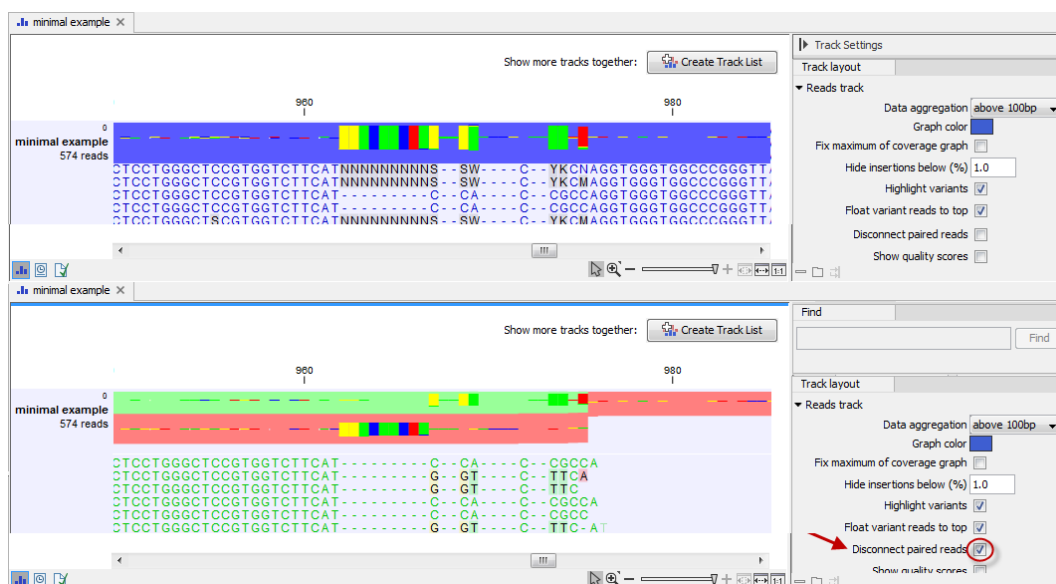 minimal example
Show more tracks together: Create Track List
960 980
0
minimal example
574 reads
CTCCTGGGCTCCGTGGTCTTCATNNNNNNNNNNS--SW----C--YKCNAGGTGGGTGGCCCGGGTT
CTCCTGGGCTCCGTGGTCTTCATNNNNNNNNNNS--SW----C--YKCMAGGTGGGTGGCCCGGGTT
CTCCTGGGCTCCGTGGTCTTCAT---------C--CA----C--CGCCAGGTGGGTGGCCCGGGTT
CTCCTGGGCTCCGTGGTCTTCAT---------C--CA----C--CGCCAGGTGGGTGGCCCGGGTT
CTCCTGGSCTCCGTGGTCTTCATNNNNNNNNNNS--SW----C--YKCMAGGTGGGTGGCCCGGGTT
Track Settings
Track layout
Reads track
Data aggregation above 100bp
Graph color
Fix maximum of coverage graph
Hide insertions below (%) 1.0
Highlight variants
Float variant reads to top
Disconnect paired reads
Show quality scores
minimal example
Show more tracks together: Create Track List
960 980
0
minimal example
574 reads
CTCCTGGGCTCCGTGGTCTTCAT---------C--CA----C--CGCCA
CTCCTGGGCTCCGTGGTCTTCAT---------G--GT----C--TTCA
CTCCTGGGCTCCGTGGTCTTCAT---------G--GT----C--TTC
CTCCTGGGCTCCGTGGTCTTCAT---------C--CA----C--CGCCA
CTCCTGGGCTCCGTGGTCTTCAT---------C--CA----C--CGCC
CTCCTGGGCTCCGTGGTCTTCAT---------G--GT----C--TTC-AT
Find
Find
Track layout
Reads track
Data aggregation above 100bp
Graph color
Fix maximum of coverage graph
Hide insertions below (%) 1.0
Highlight variants
Float variant reads to top
Disconnect paired reads
Show quality scores